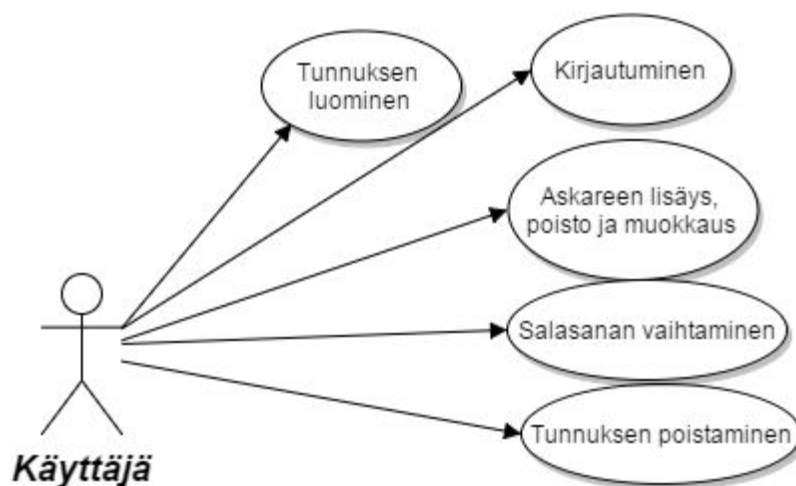 Tunnuksen
luominen
Kirjautuminen
Askareen lisäys,
poisto ja muokkaus
Salasanan vaihtaminen
Tunnuksen poistaminen
Käyttäjä